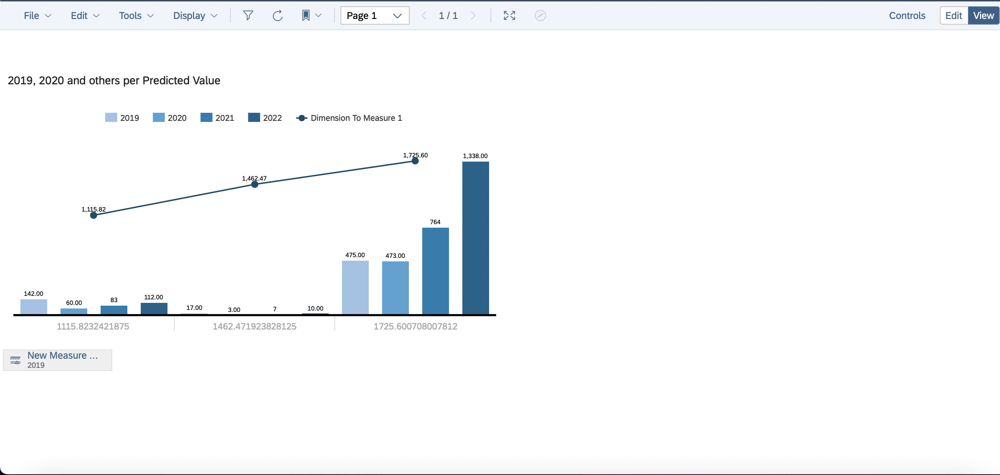 File Edit Tools Display Page 1 1 / 1 Controls Edit View
2019, 2020 and others per Predicted Value
2019 2020 2021 2022 Dimension To Measure 1
1,725.60 1,338.00
1,462.47
1,115.82
764
475.00 473.00
142.00 60.00 83 112.00 17.00 3.00 7 10.00
1115.8232421875 1462.471923828125 1725.600708007812
New Measure ...
2019